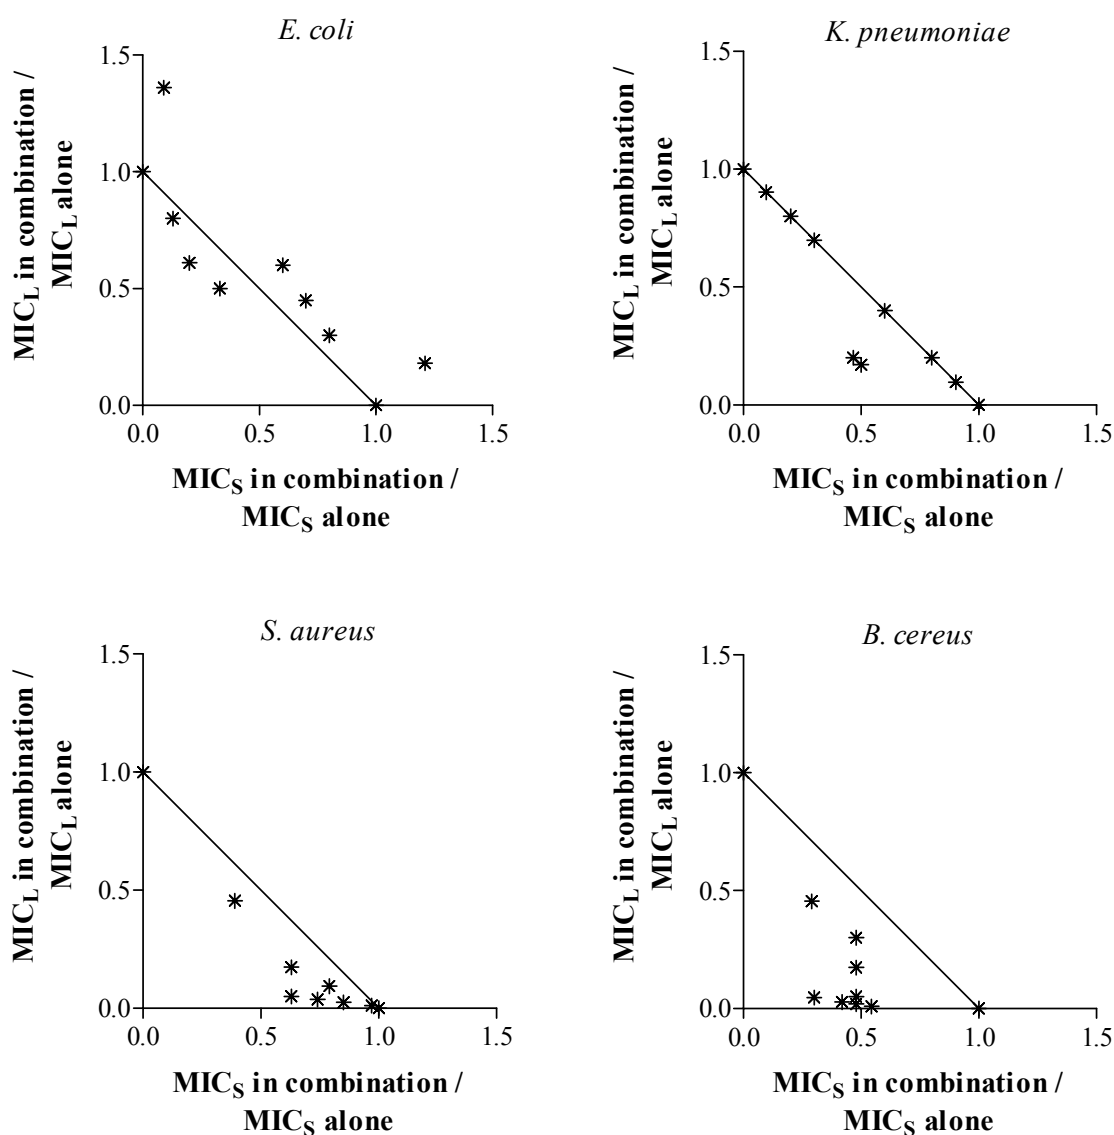 E. coli
MIC_L in combination /
MIC_L alone
1.5
1.0
0.5
0.0
0.0 0.5 1.0 1.5
MIC_S in combination /
MIC_S alone
K. pneumoniae
MIC_L in combination /
MIC_L alone
1.5
1.0
0.5
0.0
0.0 0.5 1.0 1.5
MIC_S in combination /
MIC_S alone
S. aureus
MIC_L in combination /
MIC_L alone
1.5
1.0
0.5
0.0
0.0 0.5 1.0 1.5
MIC_S in combination /
MIC_S alone
B. cereus
MIC_L in combination /
MIC_L alone
1.5
1.0
0.5
0.0
0.0 0.5 1.0 1.5
MIC_S in combination /
MIC_S alone